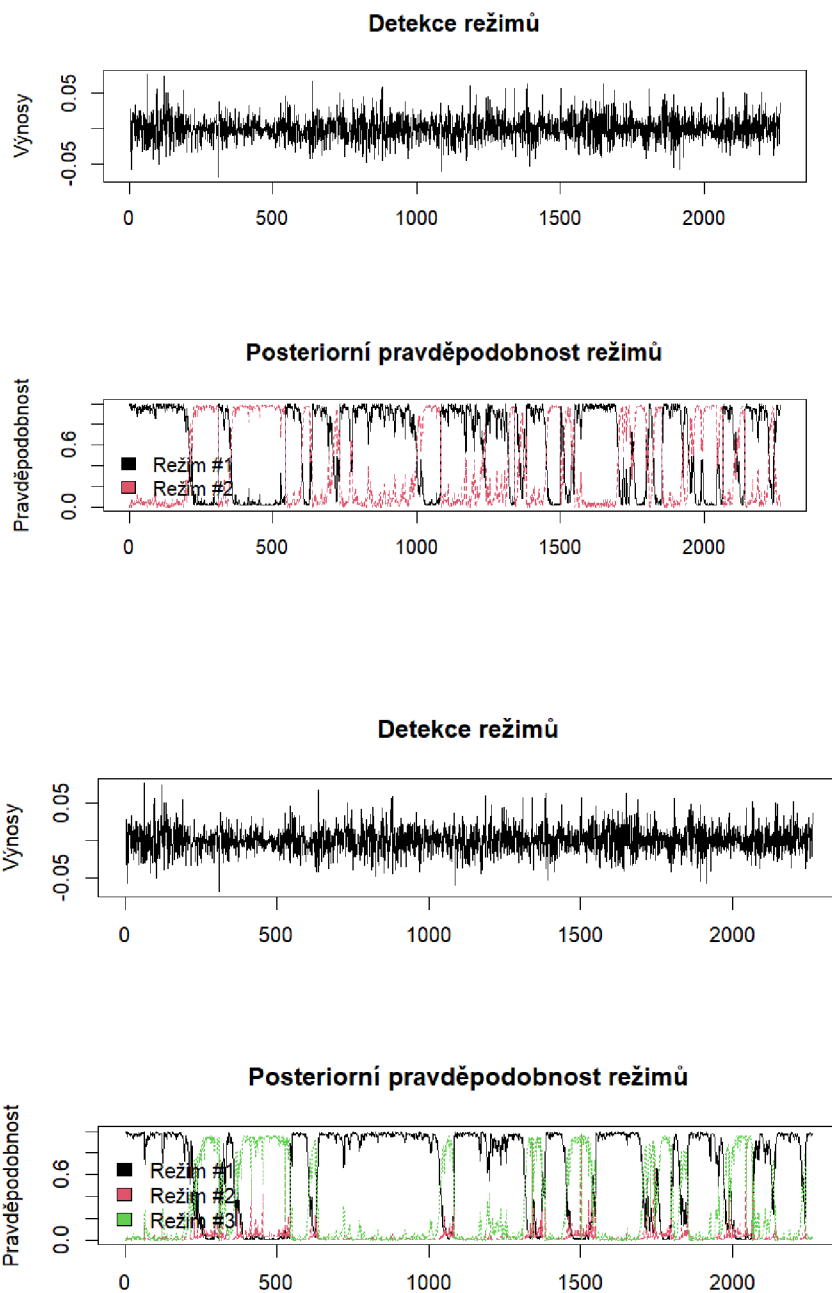 Detekce režimů
Výnosy
0.05
-0.05
0 500 1000 1500 2000
Posteriorní pravděpodobnost režimů
Pravděpodobnost
0.6
0.0
Režim #1
Režim #2
0 500 1000 1500 2000
Detekce režimů
Výnosy
0.05
-0.05
0 500 1000 1500 2000
Posteriorní pravděpodobnost režimů
Pravděpodobnost
0.6
0.0
Režim #1
Režim #2
Režim #3
0 500 1000 1500 2000